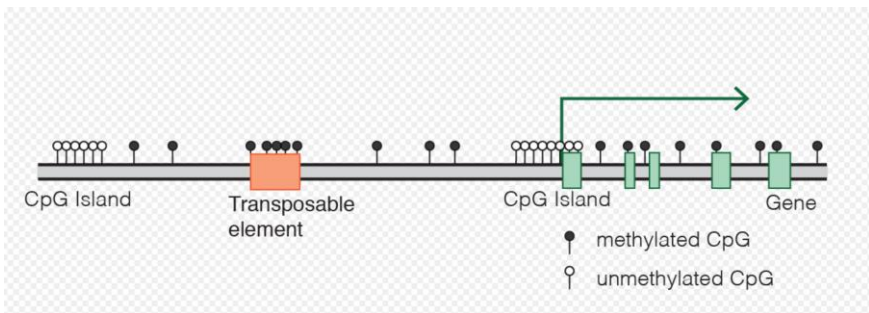 CpG Island
Transposable
element
CpG Island
Gene
methylated CpG
unmethylated CpG